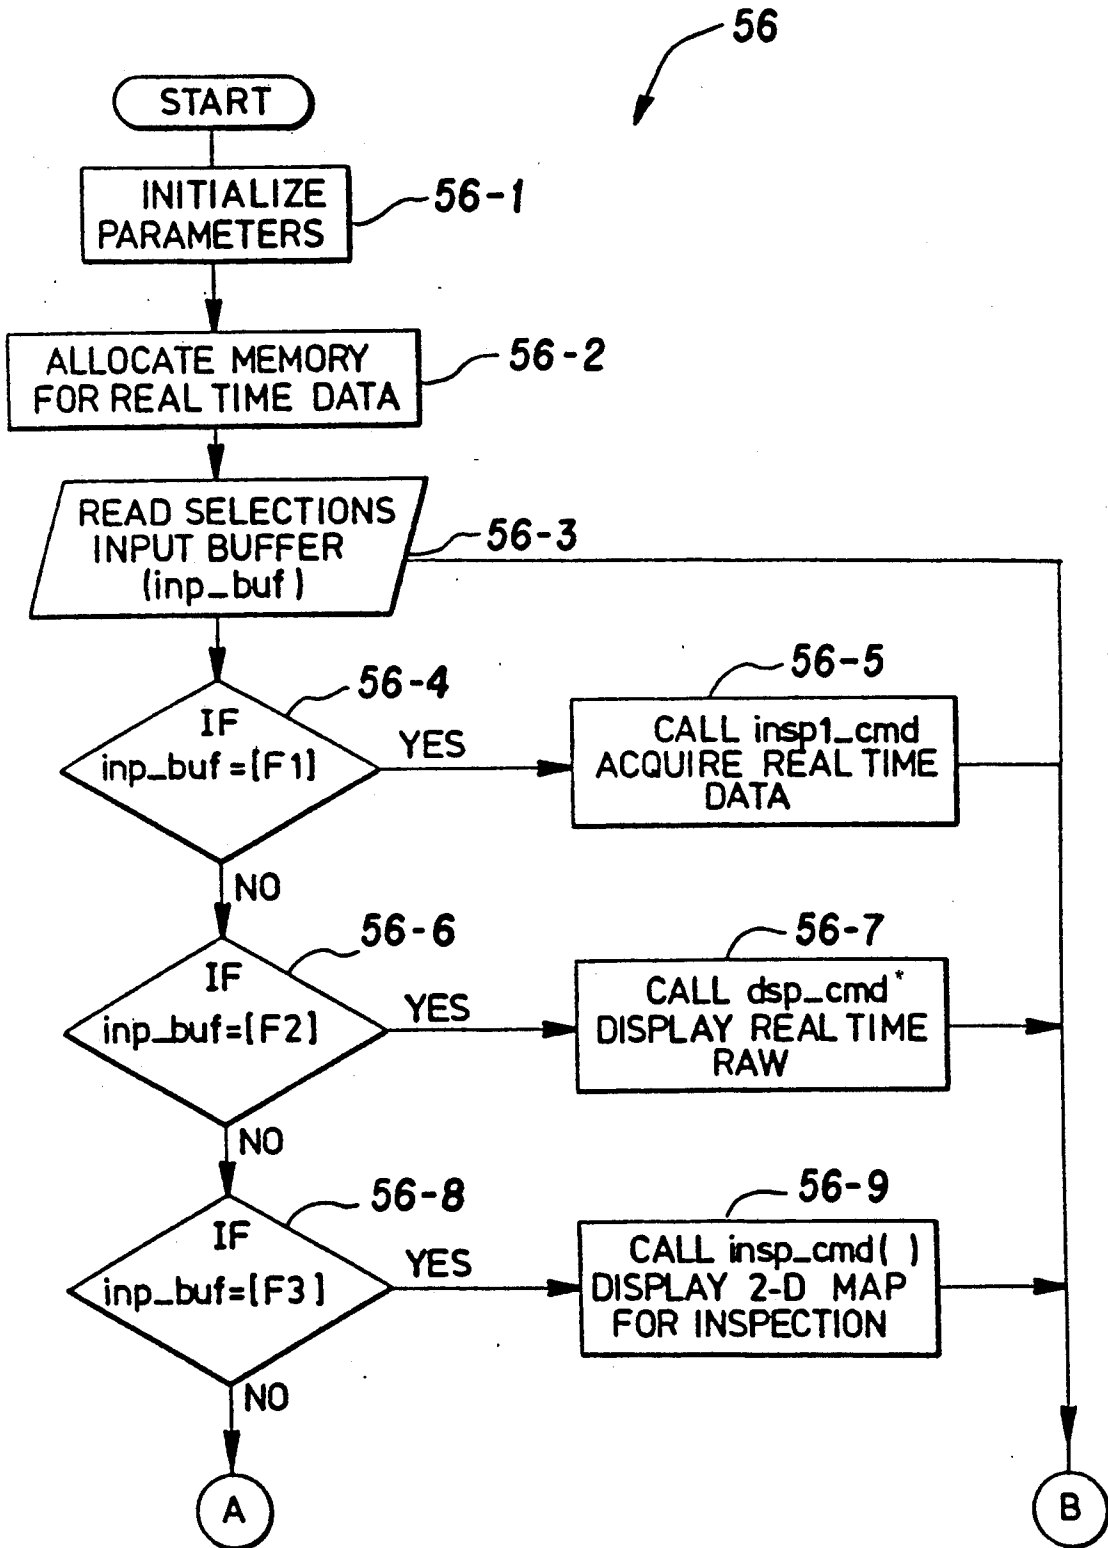 56
START
INITIALIZE
PARAMETERS
56-1
ALLOCATE MEMORY
FOR REAL TIME DATA
56-2
READ SELECTIONS
INPUT BUFFER
(inp_buf)
56-3
56-4
IF
inp_buf=[F1]
YES
NO
56-5
CALL insp1_cmd
ACQUIRE REAL TIME
DATA
56-6
IF
inp_buf=[F2]
YES
NO
56-7
CALL dsp_cmd*
DISPLAY REAL TIME
RAW
56-8
IF
inp_buf=[F3]
YES
NO
56-9
CALL insp_cmd( )
DISPLAY 2-D MAP
FOR INSPECTION
A
B